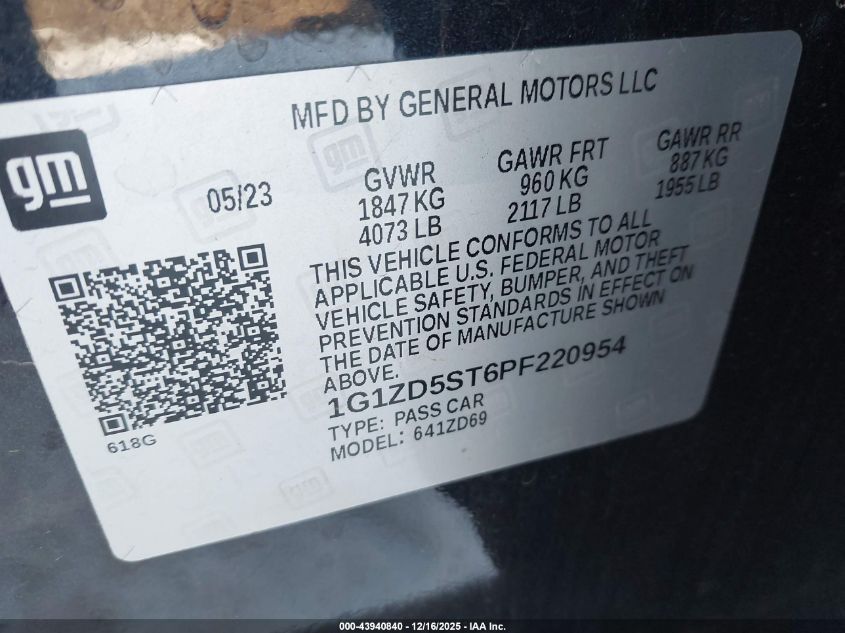 MFD BY GENERAL MOTORS LLC
gm
05/23
GVWR
1847 KG
4073 LB
GAWR FRT
960 KG
2117 LB
GAWR RR
887 KG
1955 LB
THIS VEHICLE CONFORMS TO ALL
APPLICABLE U.S. FEDERAL MOTOR
VEHICLE SAFETY, BUMPER, AND THEFT
PREVENTION STANDARDS IN EFFECT ON
THE DATE OF MANUFACTURE SHOWN
ABOVE.
1G1ZD5ST6PF220954
TYPE: PASS CAR
MODEL: 641ZD69
618G
000-43940840 - 12/16/2025 - IAA Inc.